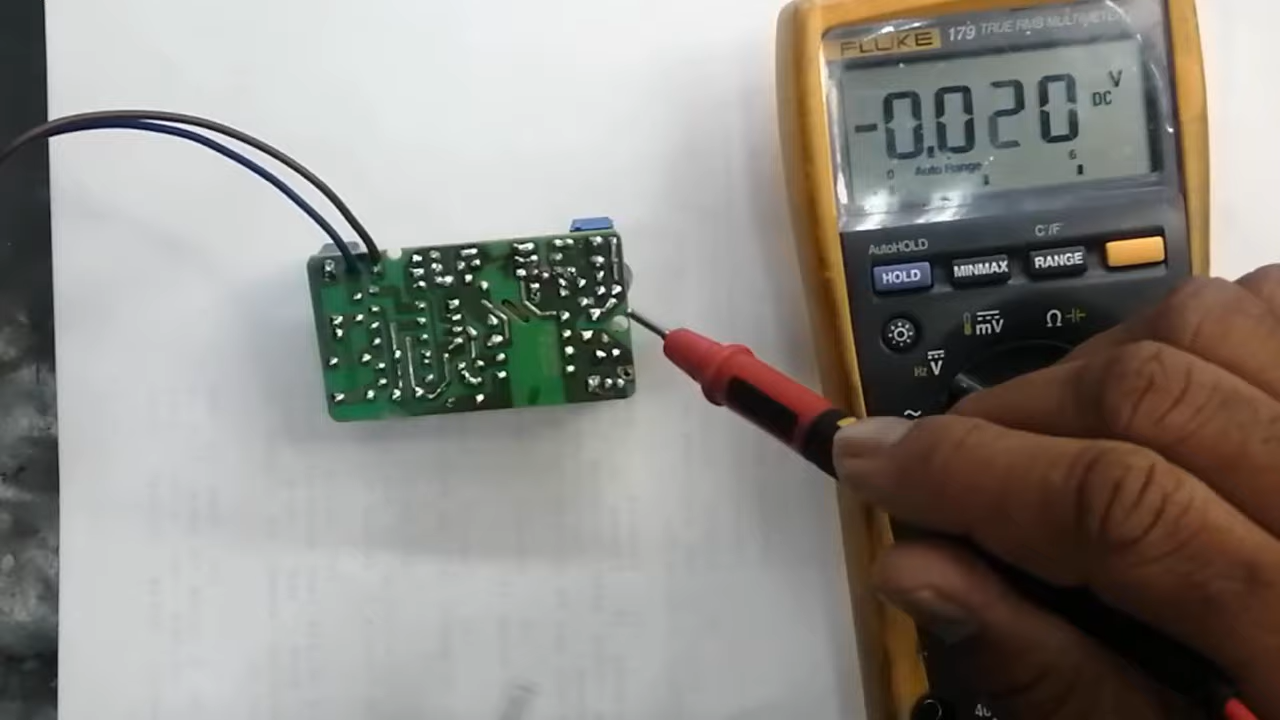 FLUKE 179 TRUE RMS MULTIMETER
-0.020 V
DC
0 Auto Range 6
AutoHOLD
C°/F°
HOLD
MINMAX
RANGE
mV
Ω
Hz V